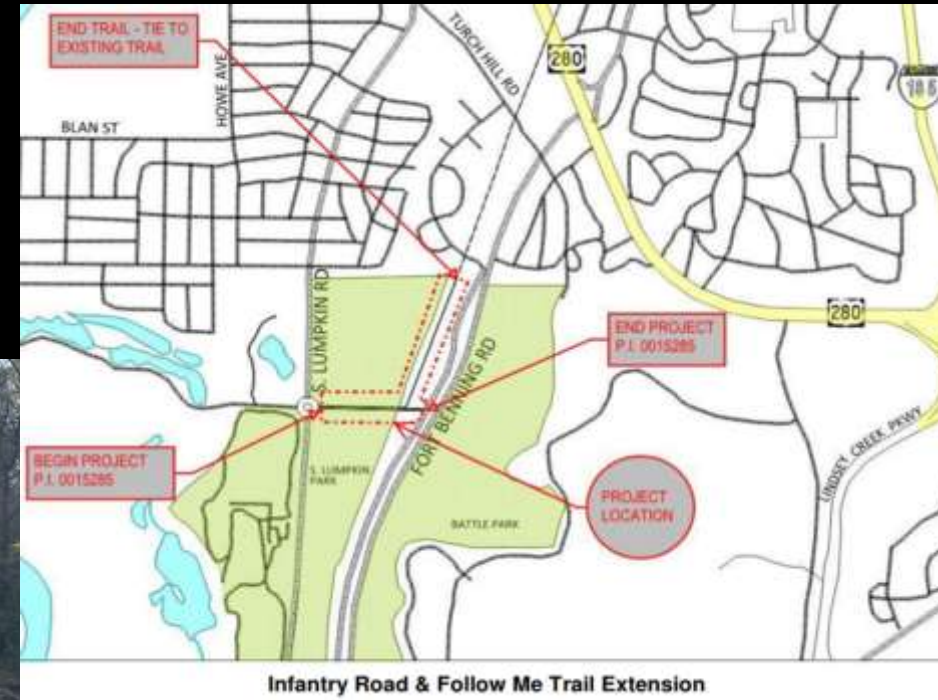 END TRAIL - TIE TO
EXISTING TRAIL
HOWE AVE
TURCH HILL RD
280
185
BLAN ST
S. LUMPKIN RD
280
END PROJECT
P.I. 0015285
FORT BENNING RD
BEGIN PROJECT
P.I. 0015285
S. LUMPKIN
PARK
PROJECT
LOCATION
LINDSEY CREEK PKWY
BATTLE PARK
Infantry Road & Follow Me Trail Extension